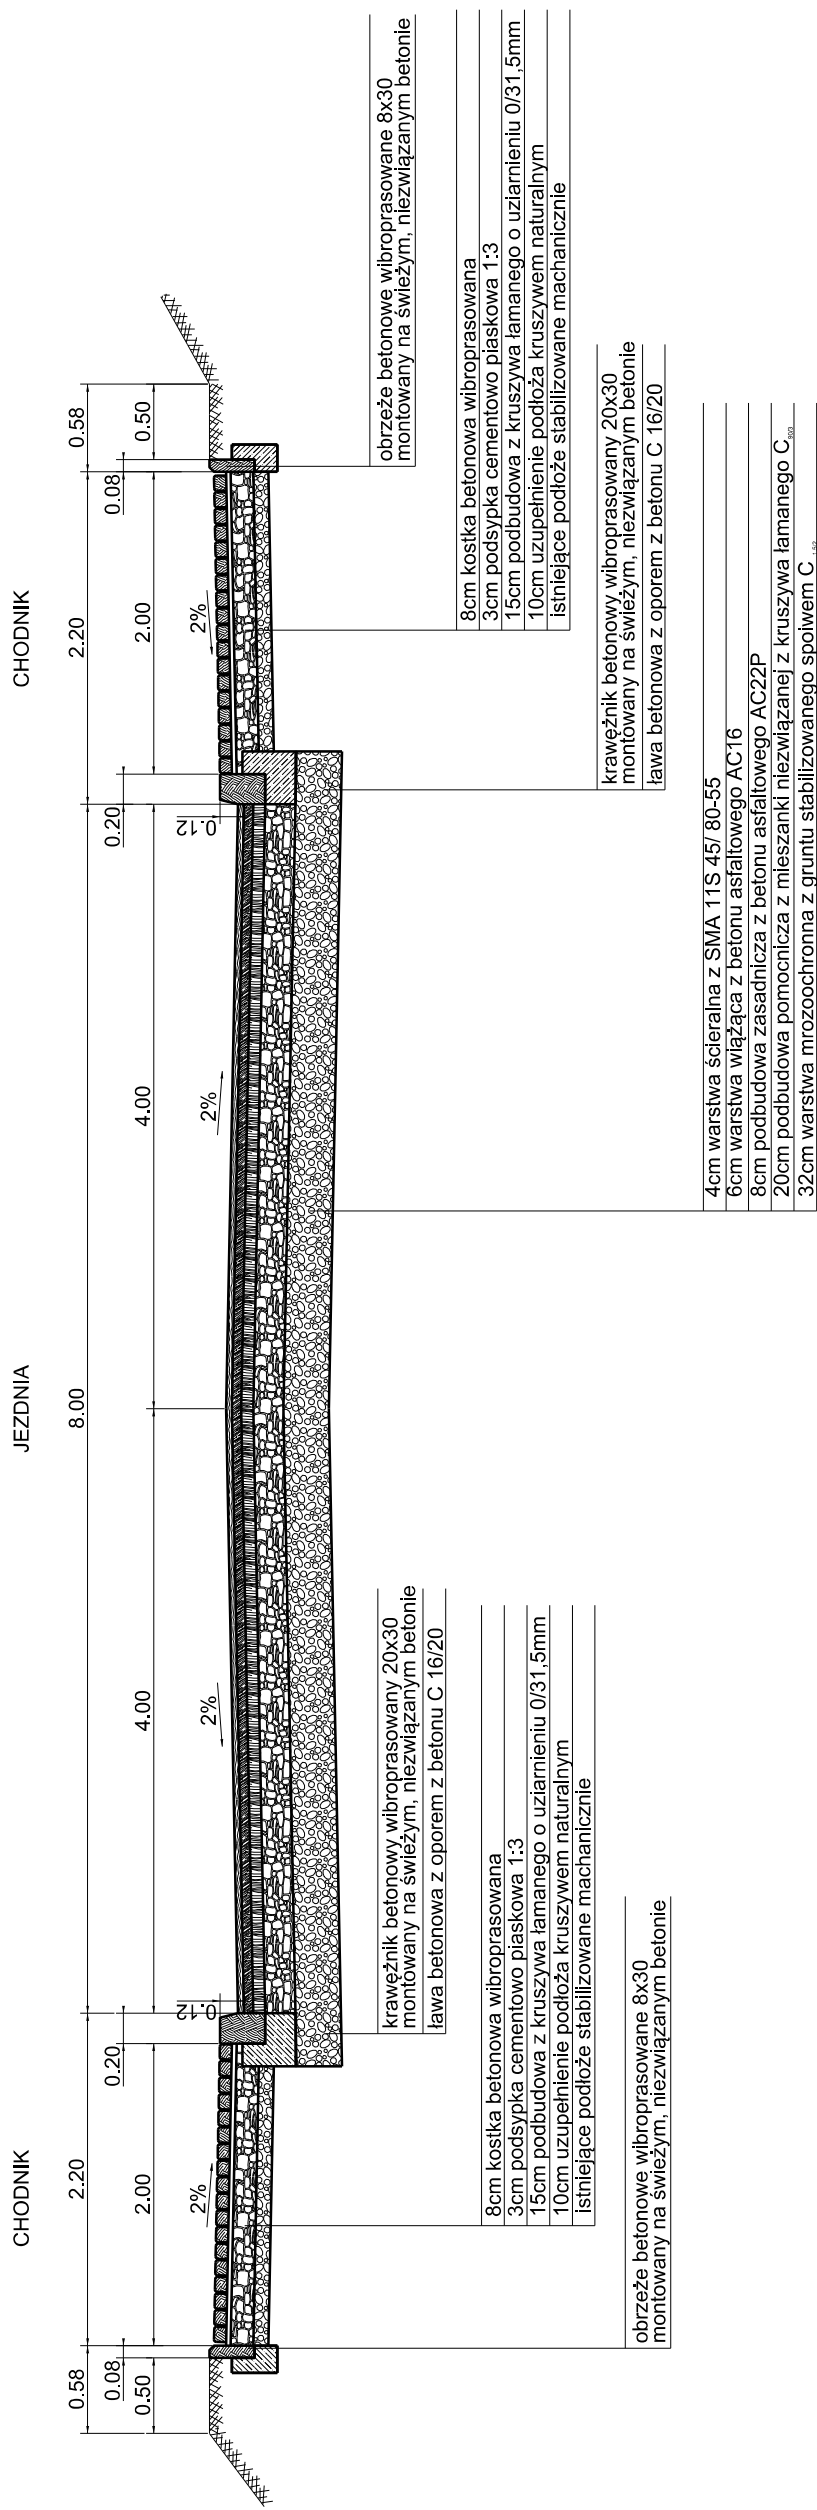 CHODNIK
JEZDNIA
CHODNIK
0.58
2.20
8.00
2.20
0.58
0.08
0.20
0.20
0.08
0.50
2.00
4.00
4.00
2.00
0.50
2%
0.12
2%
2%
0.12
2%
krawężnik betonowy wibroprasowany 20x30
montowany na świeżym, niezwiązanym betonie
ława betonowa z oporem z betonu C 16/20
8cm kostka betonowa wibroprasowana
3cm podsypka cementowo piaskowa 1:3
15cm podbudowa z kruszywa łamanego o uziarnieniu 0/31,5mm
10cm uzupełnienie podłoża kruszywem naturalnym
istniejące podłoże stabilizowane machanicznie
obrzeże betonowe wibroprasowane 8x30
montowany na świeżym, niezwiązanym betonie
obrzeże betonowe wibroprasowane 8x30
montowany na świeżym, niezwiązanym betonie
8cm kostka betonowa wibroprasowana
3cm podsypka cementowo piaskowa 1:3
15cm podbudowa z kruszywa łamanego o uziarnieniu 0/31,5mm
10cm uzupełnienie podłoża kruszywem naturalnym
istniejące podłoże stabilizowane machanicznie
krawężnik betonowy wibroprasowany 20x30
montowany na świeżym, niezwiązanym betonie
ława betonowa z oporem z betonu C 16/20
4cm warstwa ścieralna z SMA 11S 45/ 80-55
6cm warstwa wiążąca z betonu asfaltowego AC16
8cm podbudowa zasadnicza z betonu asfaltowego AC22P
20cm podbudowa pomocnicza z mieszanki niezwiązanej z kruszywa łamanego C
32cm warstwa mrozoochronna z gruntu stabilizowanego spoiwem C